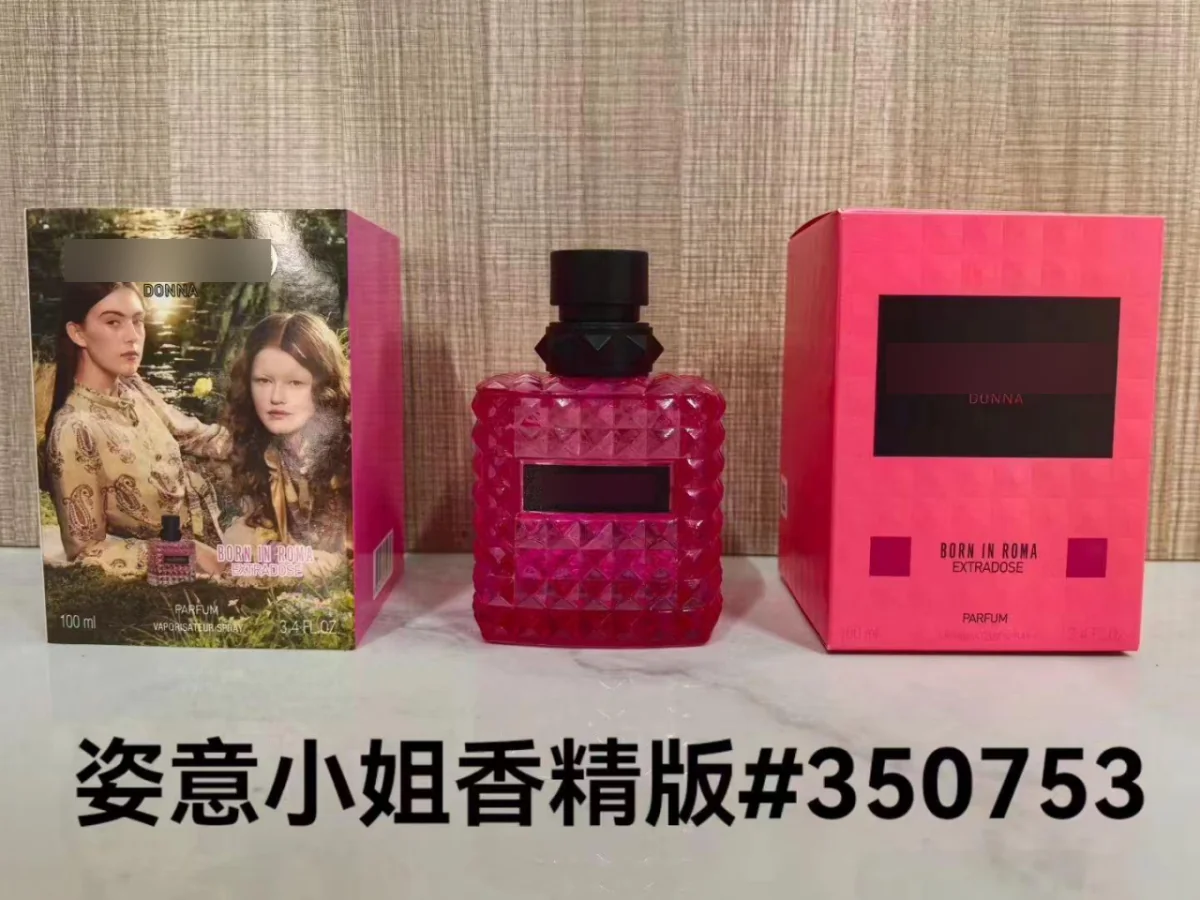 DONNA
BORN IN ROMA
EXTRADOSE
PARFUM
VAPORISATEUR SPRAY
100 ml
3,4 FL.OZ
DONNA
BORN IN ROMA
EXTRADOSE
PARFUM
姿意小姐香精版#350753